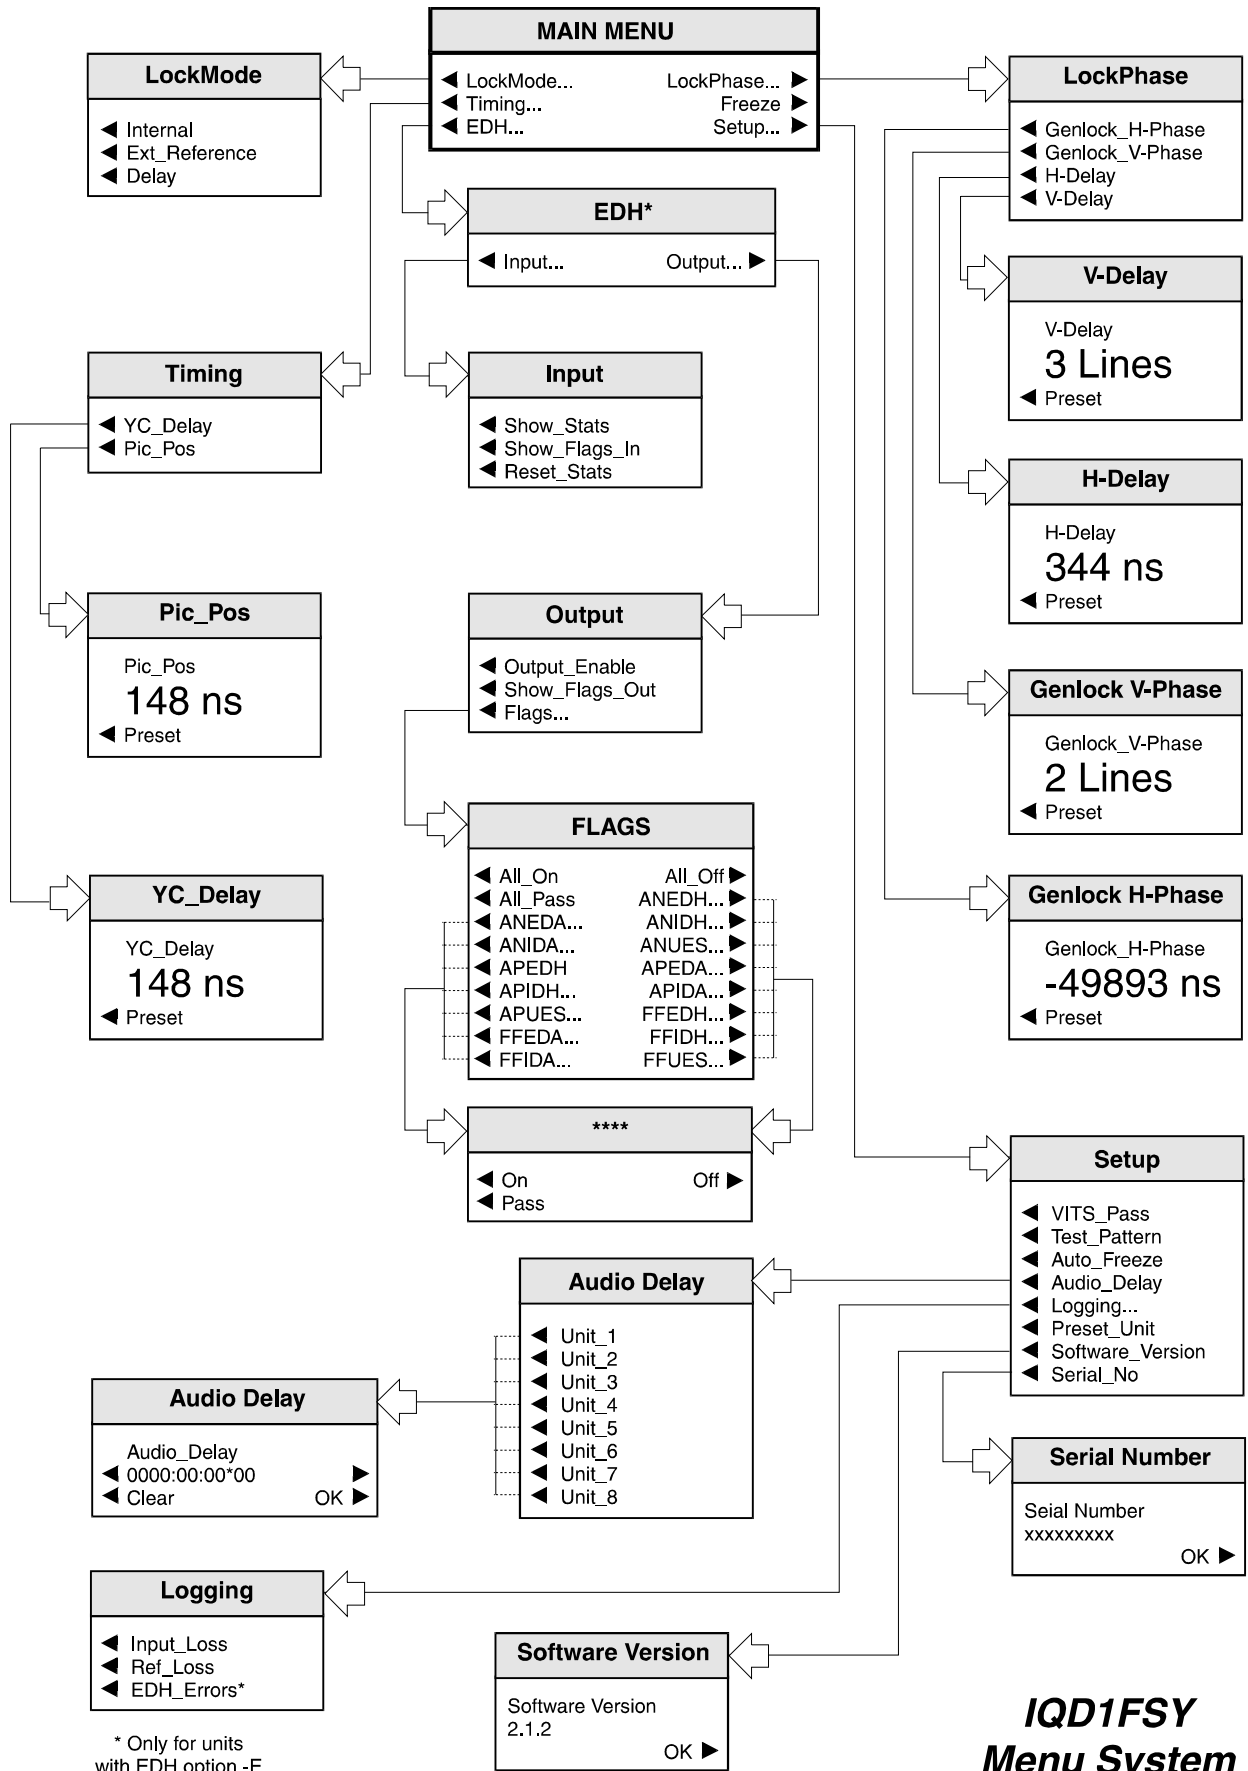 MAIN MENU
LockMode... LockPhase...
Timing... Freeze
EDH... Setup...
LockMode
Internal
Ext_Reference
Delay
LockPhase
Genlock_H-Phase
Genlock_V-Phase
H-Delay
V-Delay
EDH*
Input... Output...
V-Delay
V-Delay
3 Lines
Preset
Timing
YC_Delay
Pic_Pos
Input
Show_Stats
Show_Flags_In
Reset_Stats
H-Delay
H-Delay
344 ns
Preset
Pic_Pos
Pic_Pos
148 ns
Preset
Output
Output_Enable
Show_Flags_Out
Flags...
Genlock V-Phase
Genlock_V-Phase
2 Lines
Preset
FLAGS
All_On All_Off
All_Pass ANEDH...
ANEDA... ANIDH...
ANIDA... ANUES...
APEDH APEDA...
APIDH... APIDA...
APUES... FFEDH...
FFEDA... FFIDH...
FFIDA... FFUES...
YC_Delay
YC_Delay
148 ns
Preset
Genlock H-Phase
Genlock_H-Phase
-49893 ns
Preset
****
On Off
Pass
Setup
VITS_Pass
Test_Pattern
Auto_Freeze
Audio_Delay
Logging...
Preset_Unit
Software_Version
Serial_No
Audio Delay
Unit_1
Unit_2
Unit_3
Unit_4
Unit_5
Unit_6
Unit_7
Unit_8
Audio Delay
Audio_Delay
0000:00:00*00
Clear OK
Serial Number
Seial Number
xxxxxxxxx
OK
Logging
Input_Loss
Ref_Loss
EDH_Errors*
Software Version
Software Version
2.1.2
OK
* Only for units
with EDH option -E
IQD1FSY
Menu System